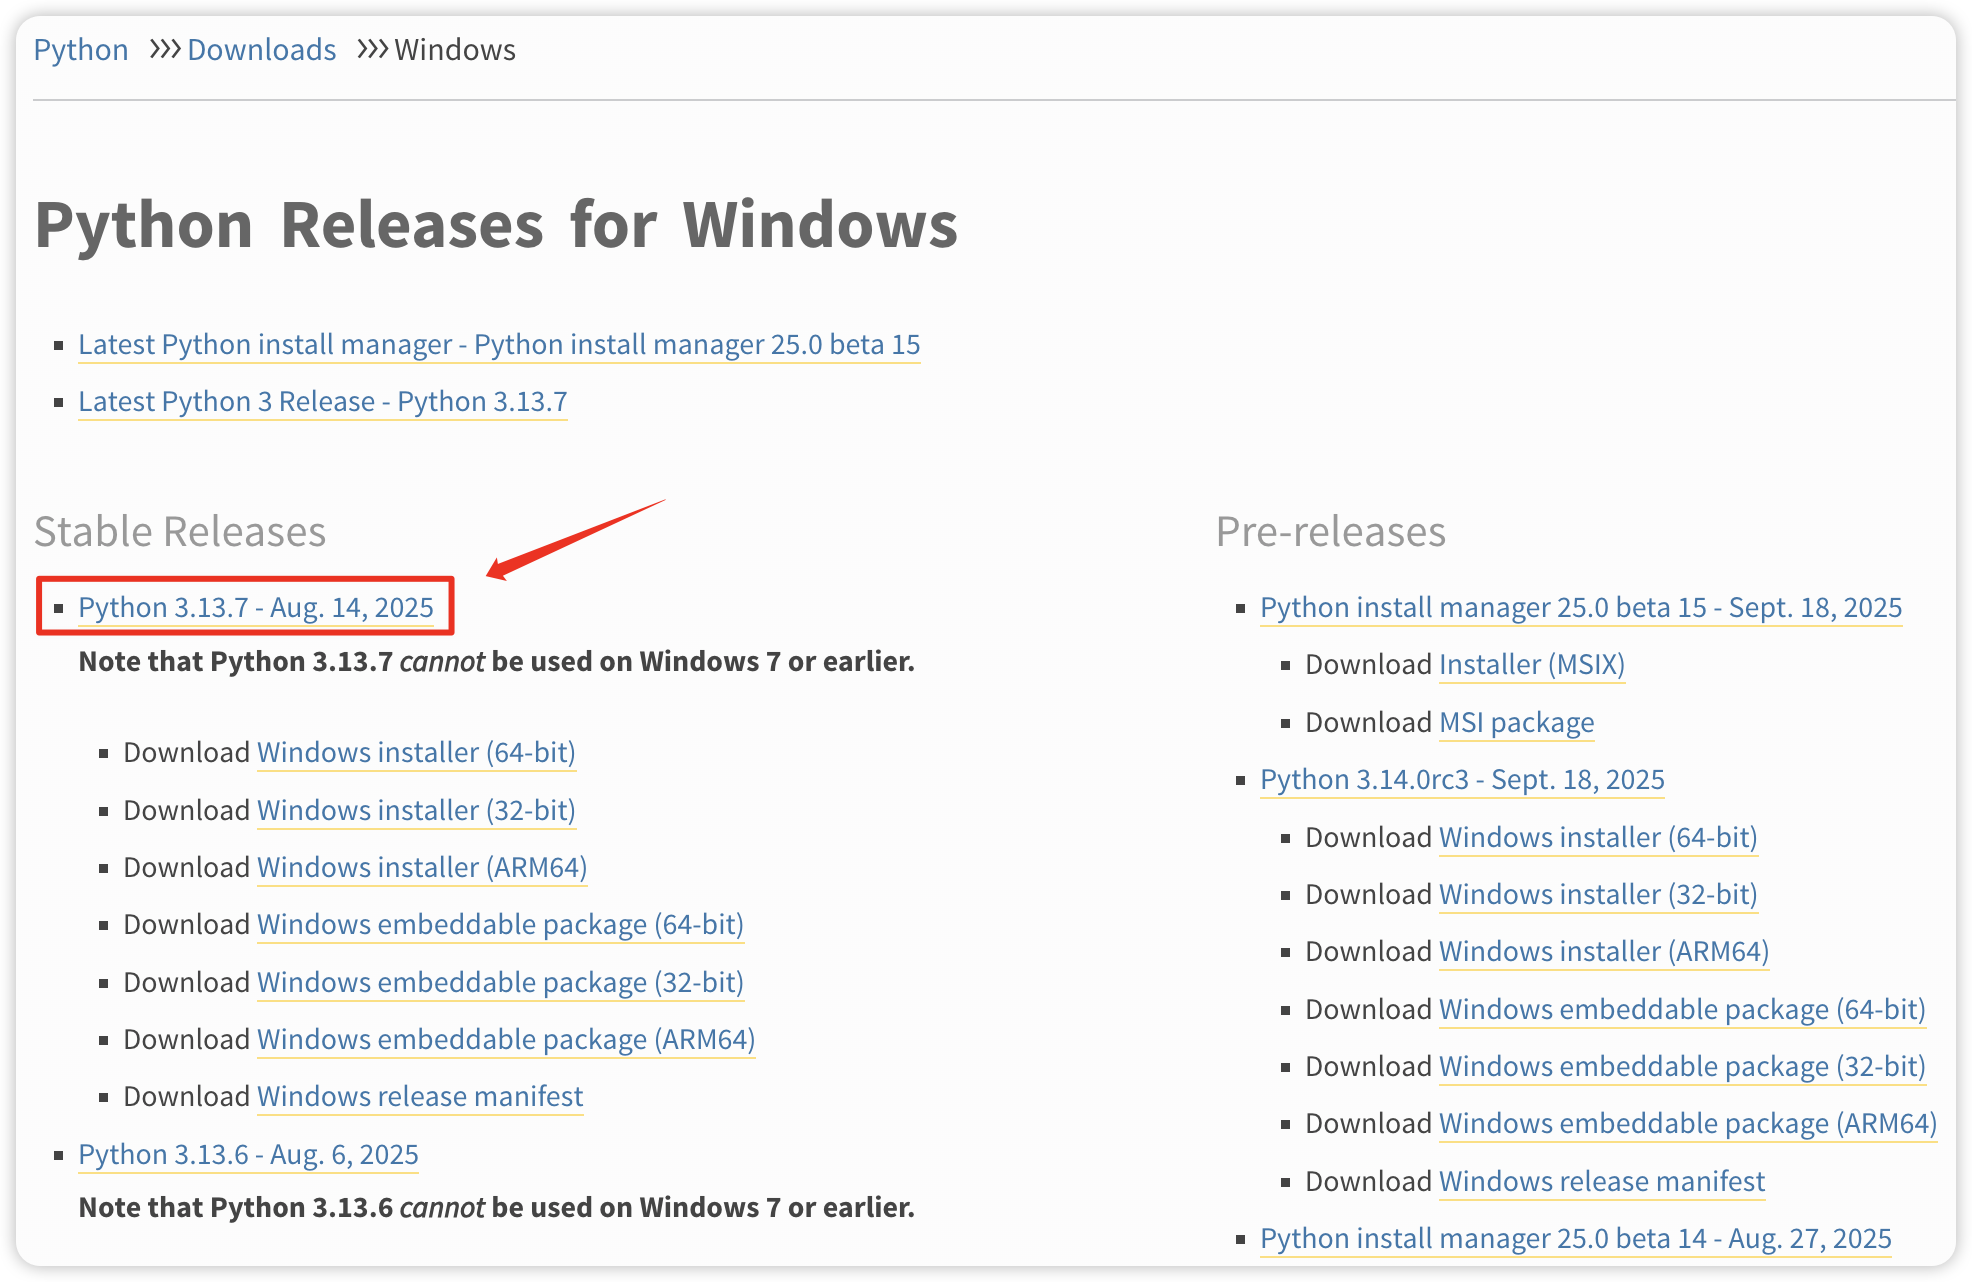 Python >>> Downloads >>> Windows
Python Releases for Windows
Latest Python install manager - Python install manager 25.0 beta 15
Latest Python 3 Release - Python 3.13.7
Stable Releases
Python 3.13.7 - Aug. 14, 2025
Note that Python 3.13.7 cannot be used on Windows 7 or earlier.
Download Windows installer (64-bit)
Download Windows installer (32-bit)
Download Windows installer (ARM64)
Download Windows embeddable package (64-bit)
Download Windows embeddable package (32-bit)
Download Windows embeddable package (ARM64)
Download Windows release manifest
Python 3.13.6 - Aug. 6, 2025
Note that Python 3.13.6 cannot be used on Windows 7 or earlier.
Pre-releases
Python install manager 25.0 beta 15 - Sept. 18, 2025
Download Installer (MSIX)
Download MSI package
Python 3.14.0rc3 - Sept. 18, 2025
Download Windows installer (64-bit)
Download Windows installer (32-bit)
Download Windows installer (ARM64)
Download Windows embeddable package (64-bit)
Download Windows embeddable package (32-bit)
Download Windows embeddable package (ARM64)
Download Windows release manifest
Python install manager 25.0 beta 14 - Aug. 27, 2025